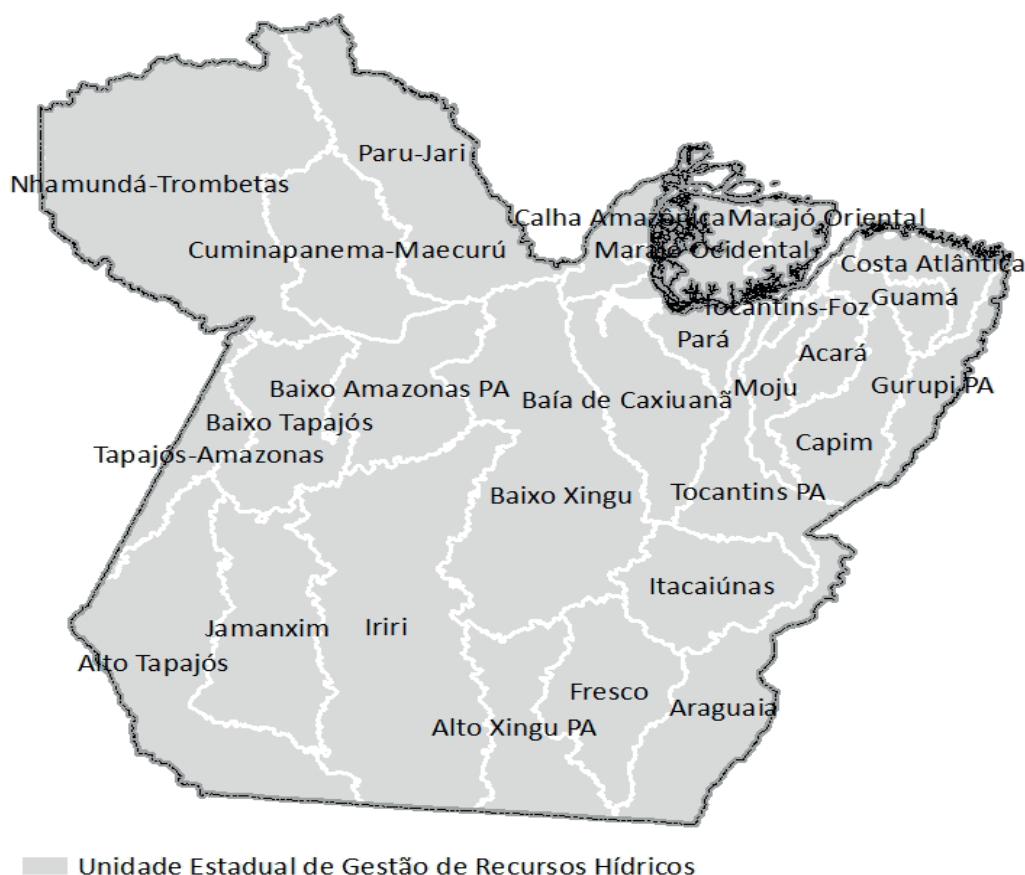 Paru-Jari
Nhamundá-Trombetas
Calha Amazônica
Marajó Oriental
Cuminapanema-Maecurú
Marajó Ocidental
Costa Atlântica
Guamá
Tocantins-Foz
Pará
Acará
Baixo Amazonas PA
Baía de Caxiuanã
Moju
Gurupi PA
Baixo Tapajós
Capim
Tapajós-Amazonas
Baixo Xingu
Tocantins PA
Itacaiúnas
Jamanxim
Iriri
Alto Tapajós
Fresco
Araguaia
Alto Xingu PA
Unidade Estadual de Gestão de Recursos Hídricos